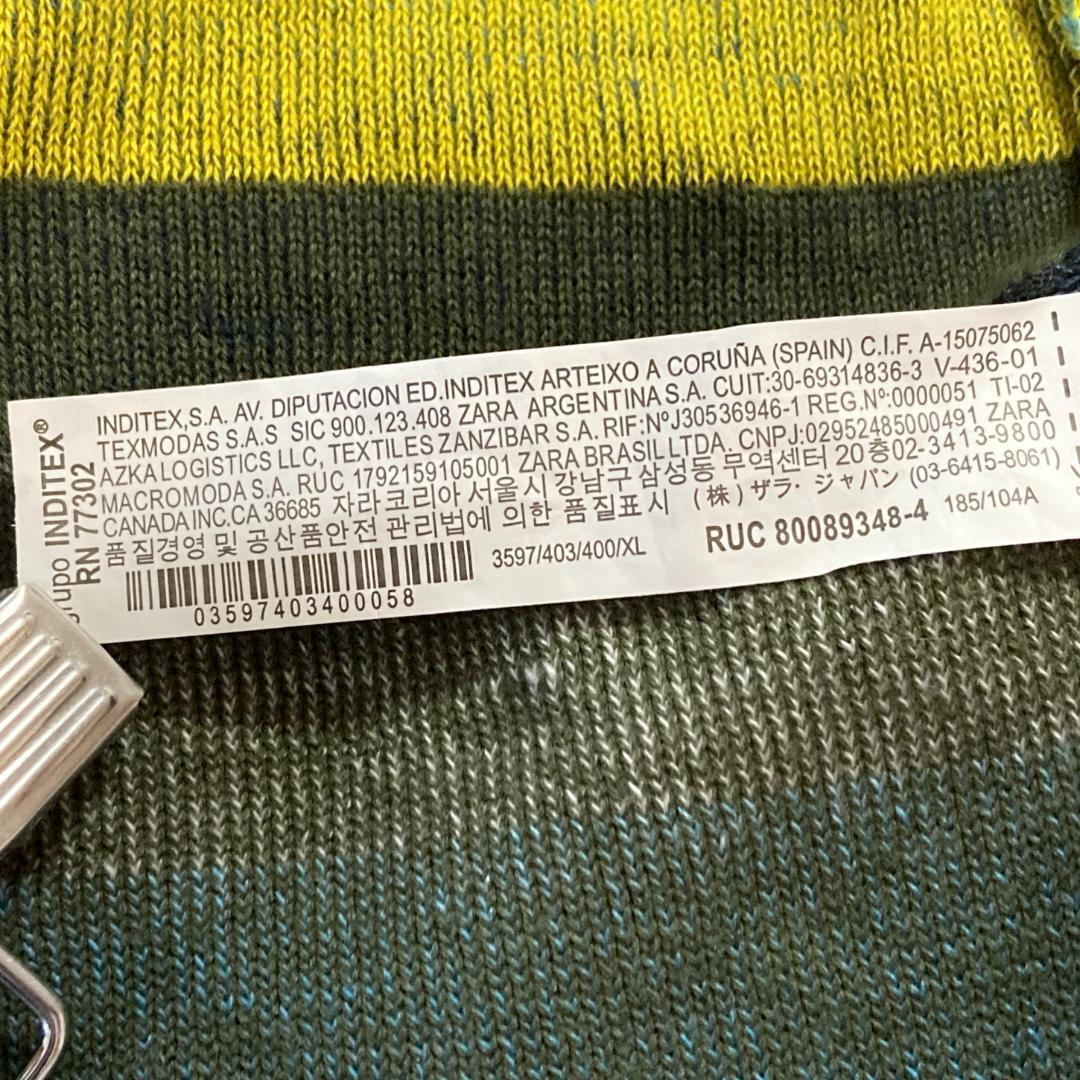 grupo INDITEX®
RN 77302
INDITEX,S.A. AV. DIPUTACION ED.INDITEX ARTEIXO A CORUÑA (SPAIN) C.I.F. A-15075062
TEXMODAS S.A.S SIC 900.123.408 ZARA ARGENTINA S.A. CUIT:30-69314836-3 V-436-01
AZKA LOGISTICS LLC, TEXTILES ZANZIBAR S.A. RIF:NºJ30536946-1 REG.Nº:0000051 TI-02
MACROMODA S.A. RUC 1792159105001 ZARA BRASIL LTDA, CNPJ:02952485000491 ZARA
CANADA INC.CA 36685 자라코리아 서울시 강남구 삼성동 무역센터 20층02-3413-9800
품질경영 및 공산품안전 관리법에 의한 품질표시 (株) ザラ・ジャパン (03-6415-8061)
3597/403/400/XL RUC 80089348-4 185/104A
03597403400058